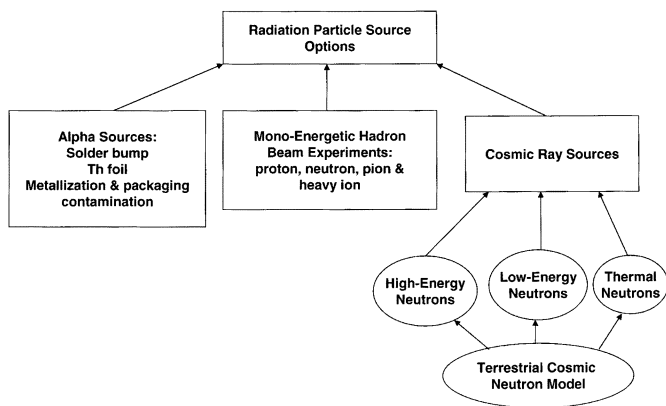 Radiation Particle Source
Options
Alpha Sources:
Solder bump
Th foil
Metallization & packaging
contamination
Mono-Energetic Hadron
Beam Experiments:
proton, neutron, pion &
heavy ion
Cosmic Ray Sources
High-Energy
Neutrons
Low-Energy
Neutrons
Thermal
Neutrons
Terrestrial Cosmic
Neutron Model